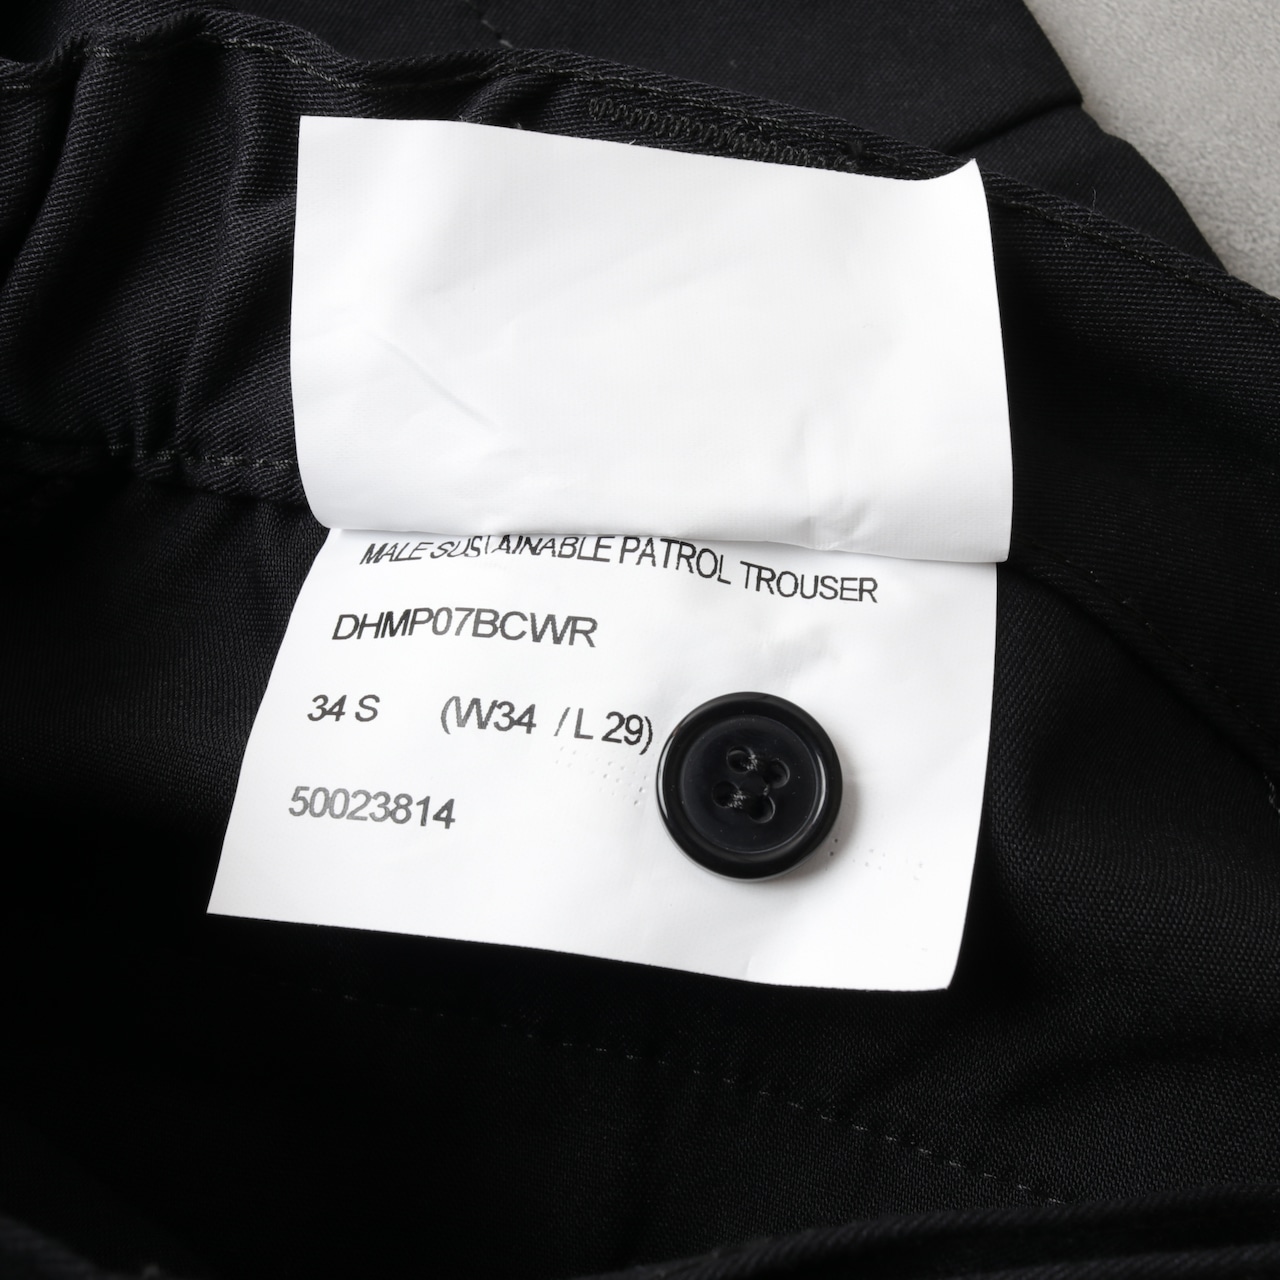 MALE SUSTAINABLE PATROL TROUSER
DHMP07BCWR
34 S (W34 / L 29)
50023814